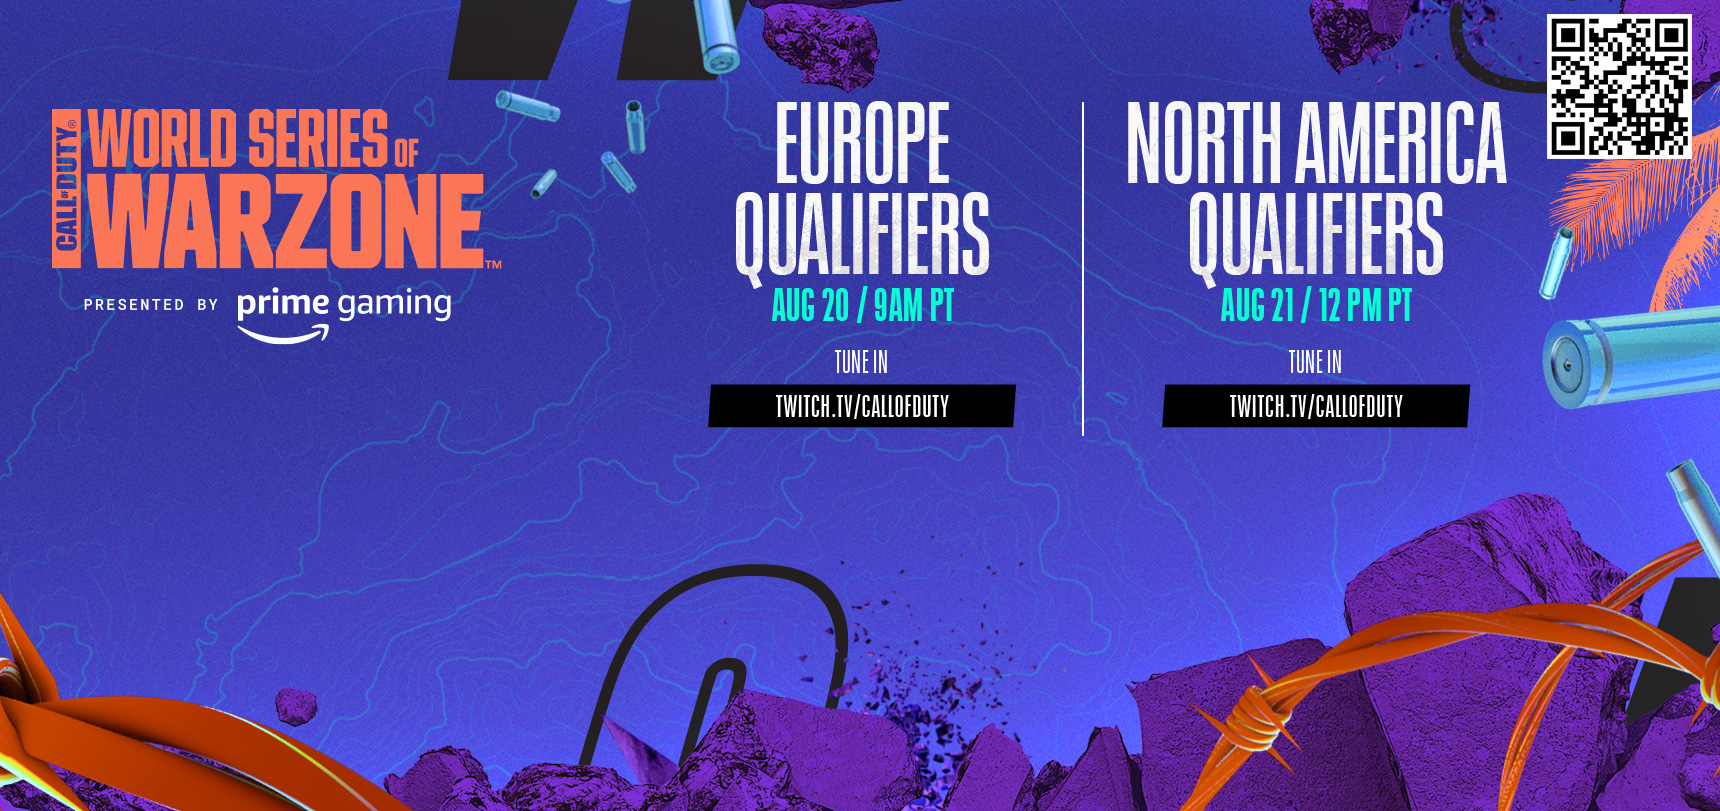 CALL OF DUTY®
WORLD SERIES OF
WARZONE™
PRESENTED BY prime gaming
EUROPE
QUALIFIERS
AUG 20 / 9AM PT
TUNE IN
TWITCH.TV/CALLOFDUTY
NORTH AMERICA
QUALIFIERS
AUG 21 / 12 PM PT
TUNE IN
TWITCH.TV/CALLOFDUTY